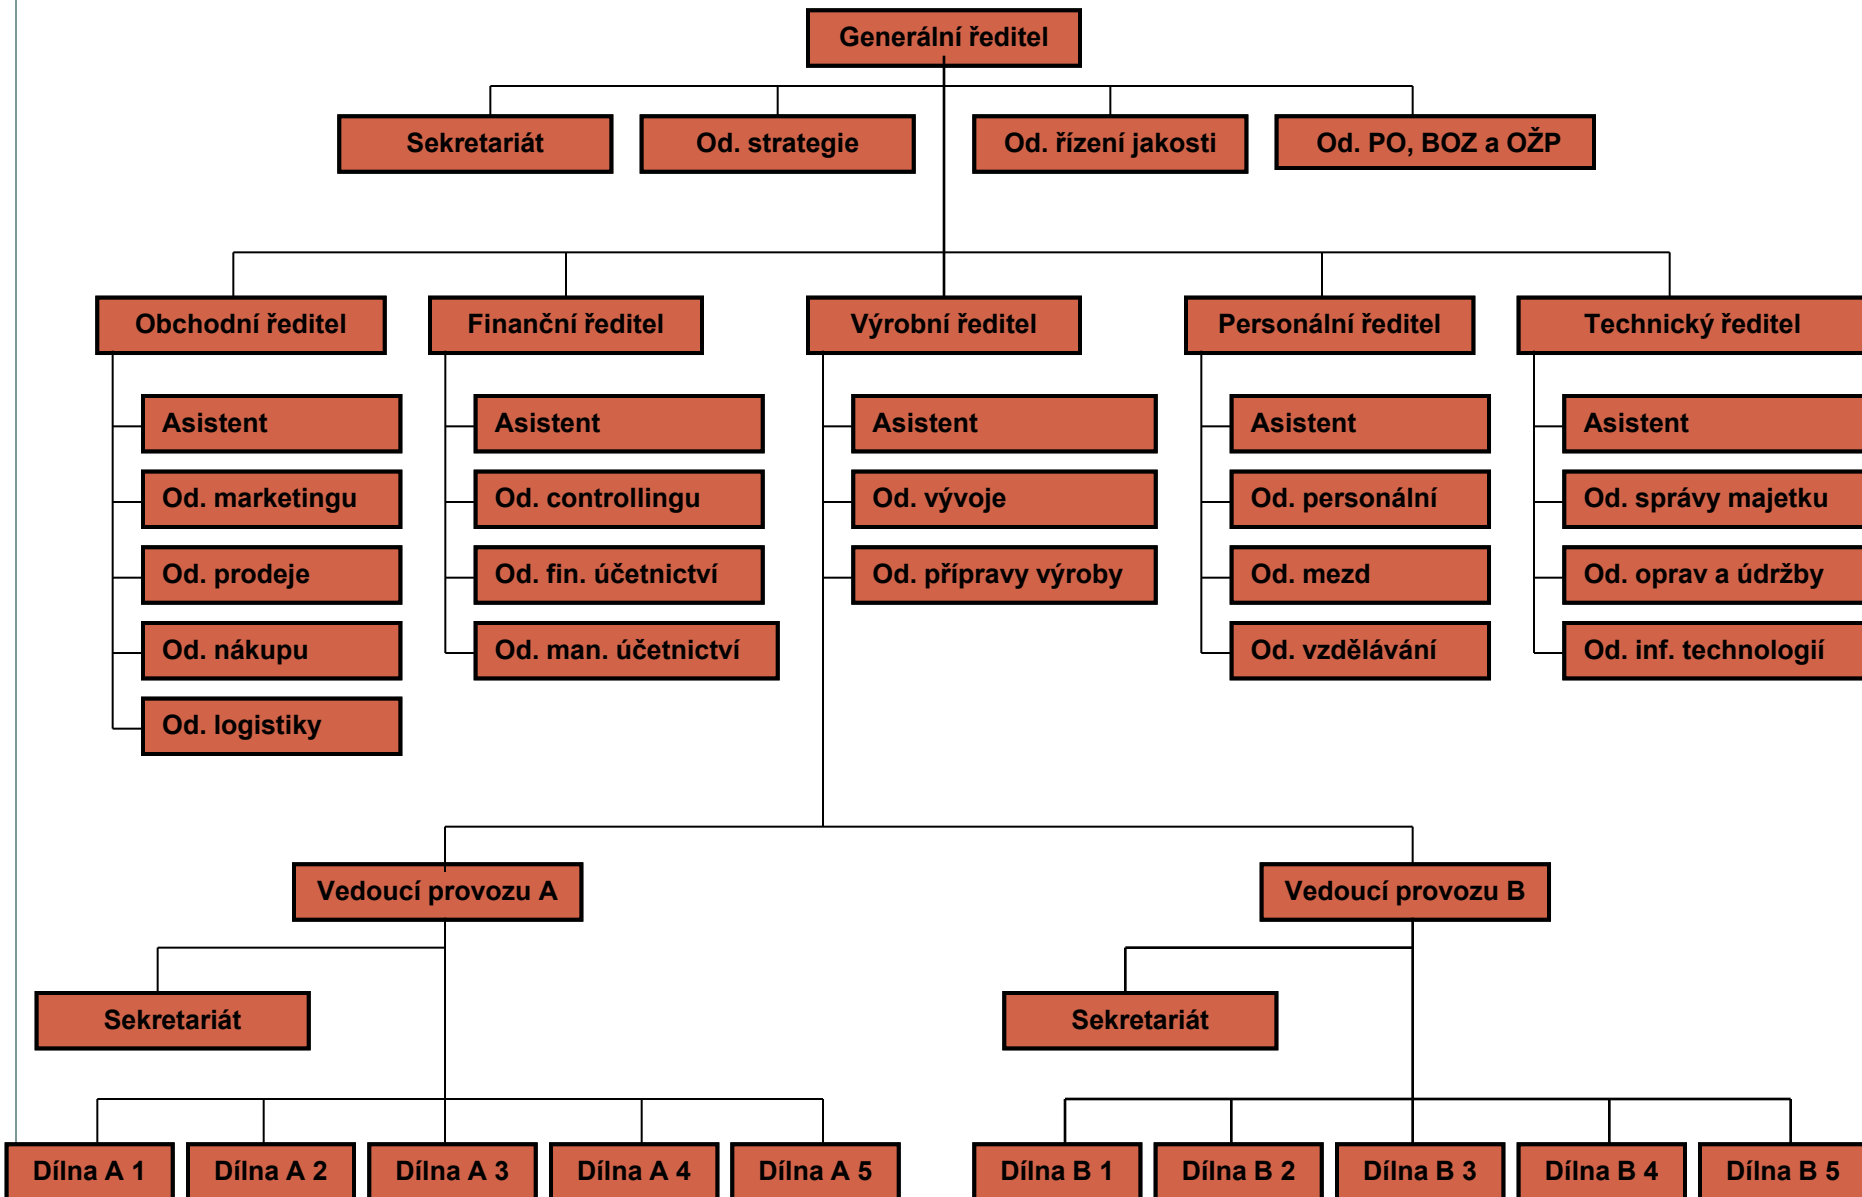 Generální ředitel
Sekretariát
Od. strategie
Od. řízení jakosti
Od. PO, BOZ a OŽP
Obchodní ředitel
Finanční ředitel
Výrobní ředitel
Personální ředitel
Technický ředitel
Asistent
Asistent
Asistent
Asistent
Asistent
Od. marketingu
Od. controllingu
Od. vývoje
Od. personální
Od. správy majetku
Od. prodeje
Od. fin. účetnictví
Od. přípravy výroby
Od. mezd
Od. oprav a údržby
Od. nákupu
Od. man. účetnictví
Od. vzdělávání
Od. inf. technologií
Od. logistiky
Vedoucí provozu A
Vedoucí provozu B
Sekretariát
Sekretariát
Dílna A 1
Dílna A 2
Dílna A 3
Dílna A 4
Dílna A 5
Dílna B 1
Dílna B 2
Dílna B 3
Dílna B 4
Dílna B 5